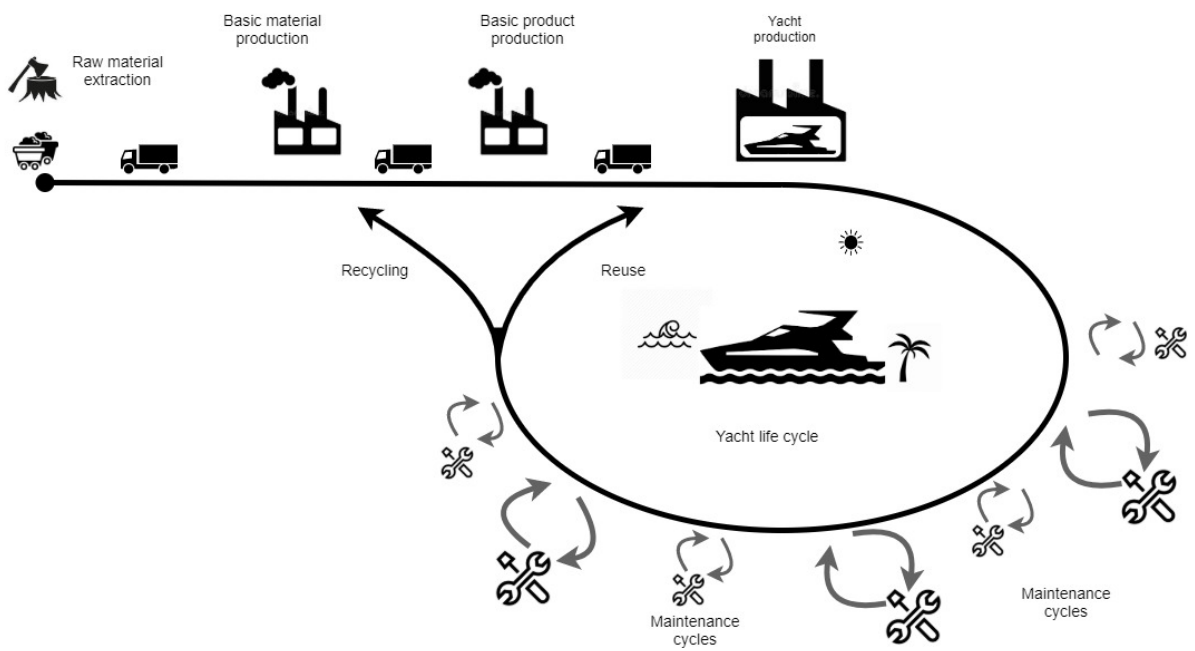 Basic material
production
Basic product
production
Yacht
production
Raw material
extraction
Recycling
Reuse
Yacht life cycle
Maintenance
cycles
Maintenance
cycles